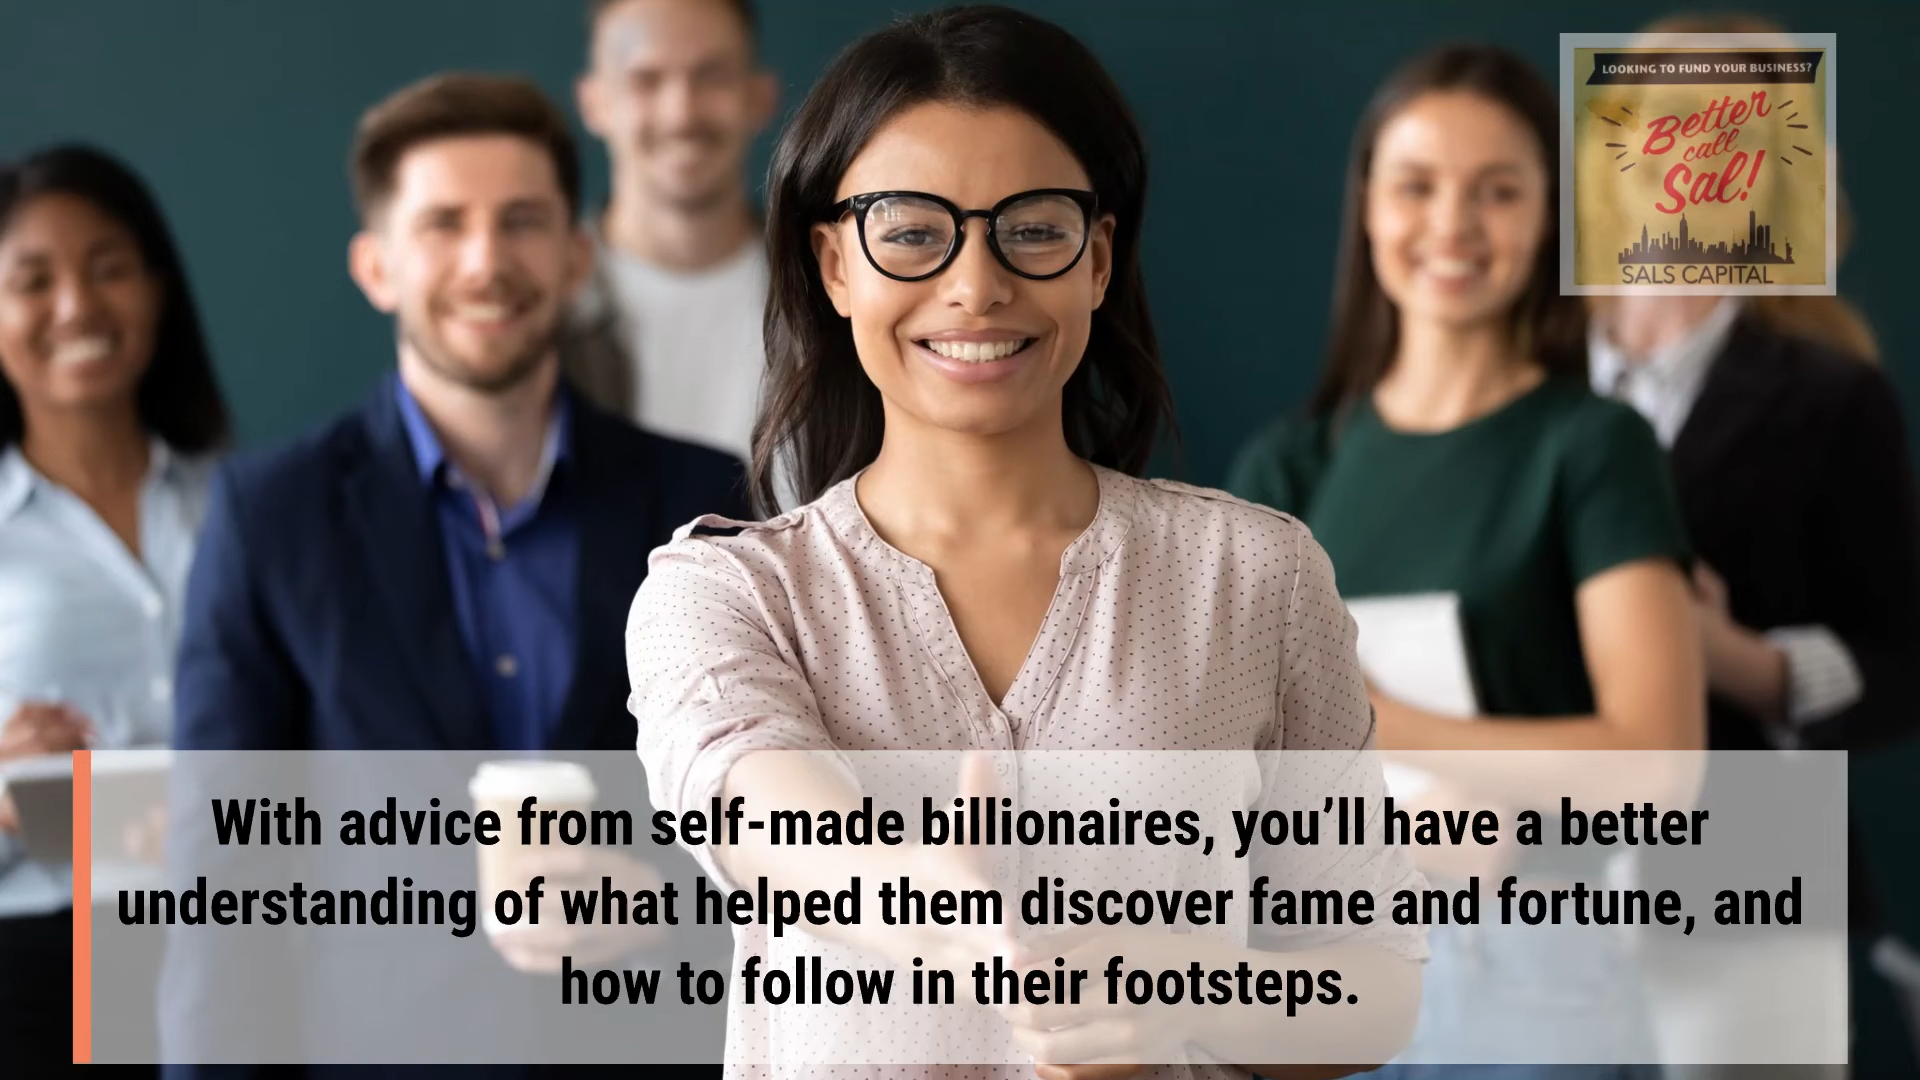 LOOKING TO FUND YOUR BUSINESS?
Better
call
Sal!
SALS CAPITAL
With advice from self-made billionaires, you’ll have a better
understanding of what helped them discover fame and fortune, and
how to follow in their footsteps.